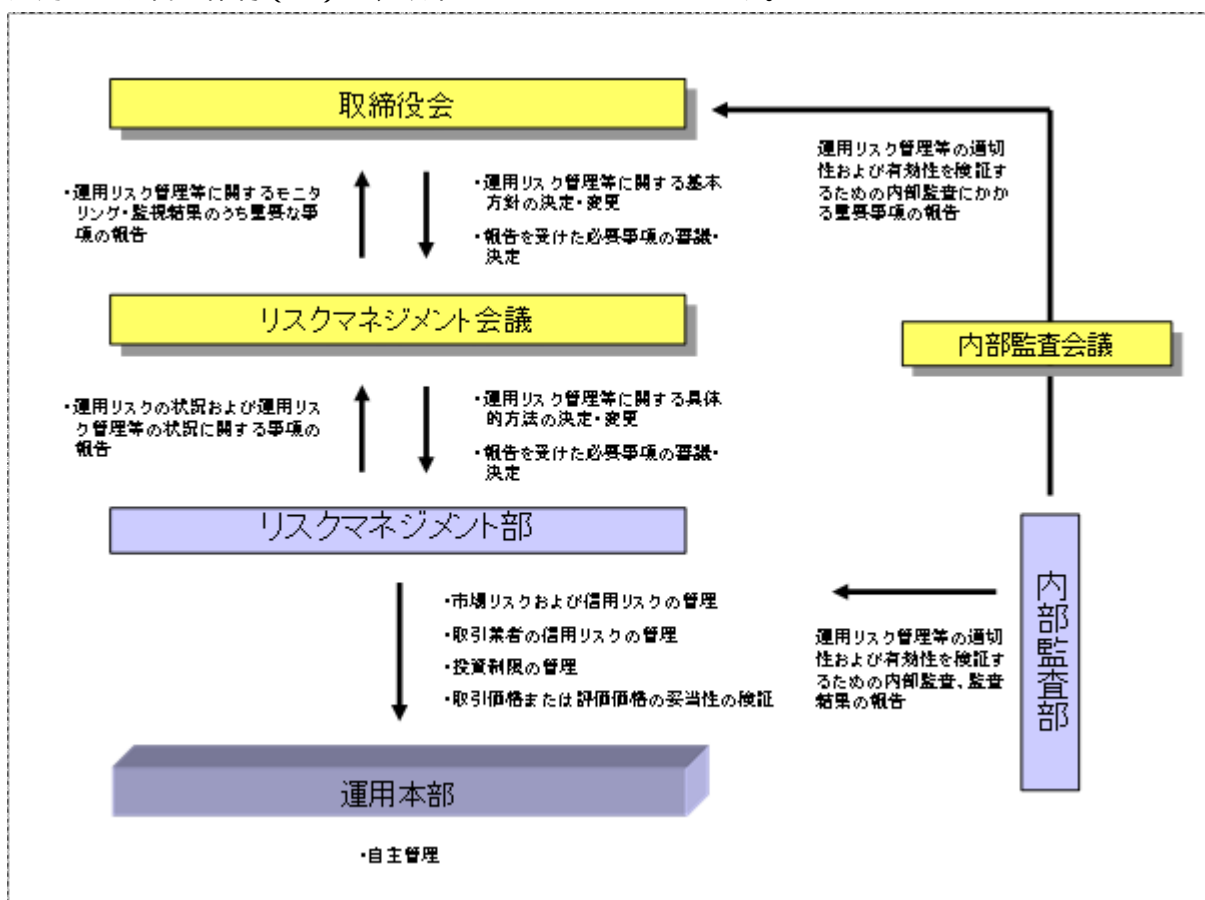 取締役会
・運用リスク管理等に関するモニタ
リング・監視結果のうち重要な事
項の報告
・運用リスク管理等に関する基本
方針の決定・変更
・報告を受けた必要事項の審議・
決定
運用リスク管理等の適切
性および有効性を検証す
るための内部監査にかか
る重要事項の報告
リスクマネジメント会議
内部監査会議
・運用リスクの状況および運用リス
ク管理等の状況に関する事項の
報告
・運用リスク管理等に関する具体
的方法の決定・変更
・報告を受けた必要事項の審議・
決定
リスクマネジメント部
内部監査部
・市場リスクおよび信用リスクの管理
・取引業者の信用リスクの管理
・投資制限の管理
・取引価格または評価価格の妥当性の検証
運用リスク管理等の適切
性および有効性を検証す
るための内部監査、監査
結果の報告
運用本部
・自主管理